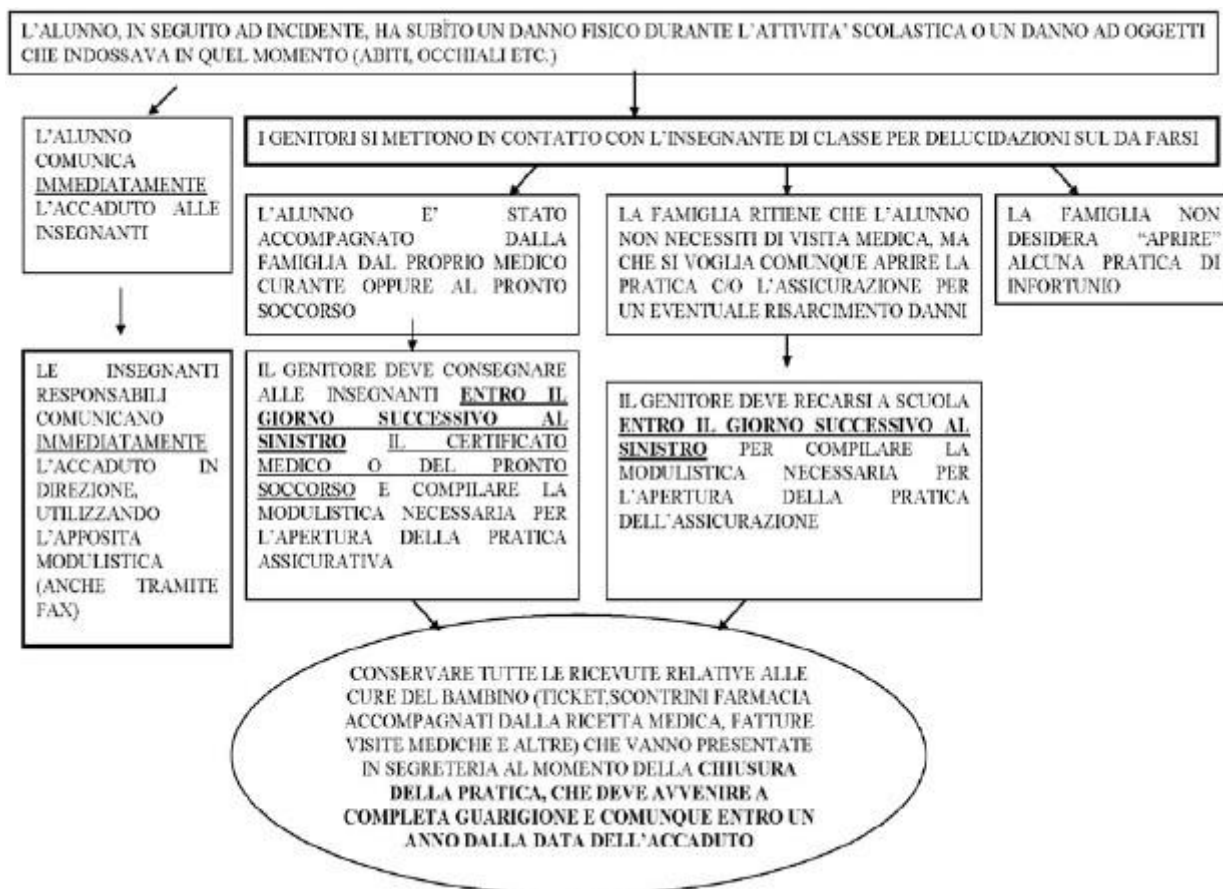 L'ALUNNO, IN SEGUITO AD INCIDENTE, HA SUBÌTO UN DANNO FISICO DURANTE L'ATTIVITA' SCOLASTICA O UN DANNO AD OGGETTI
CHE INDOSSAVA IN QUEL MOMENTO (ABITI, OCCHIALI ETC.)
L'ALUNNO
COMUNICA
IMMEDIATAMENTE
L'ACCADUTO ALLE
INSEGNANTI
I GENITORI SI METTONO IN CONTATTO CON L'INSEGNANTE DI CLASSE PER DELUCIDAZIONI SUL DA FARSI
L'ALUNNO E' STATO
ACCOMPAGNATO DALLA
FAMIGLIA DAL PROPRIO MEDICO
CURANTE OPPURE AL PRONTO
SOCCORSO
LA FAMIGLIA RITIENE CHE L'ALUNNO
NON NECESSITI DI VISITA MEDICA, MA
CHE SI VOGLIA COMUNQUE APRIRE LA
PRATICA C/O L'ASSICURAZIONE PER
UN EVENTUALE RISARCIMENTO DANNI
LA FAMIGLIA NON
DESIDERA "APRIRE"
ALCUNA PRATICA DI
INFORTUNIO
LE INSEGNANTI
RESPONSABILI
COMUNICANO
IMMEDIATAMENTE
L'ACCADUTO IN
DIREZIONE,
UTILIZZANDO
L'APPOSITA
MODULISTICA
(ANCHE TRAMITE
FAX)
IL GENITORE DEVE CONSEGNARE
ALLE INSEGNANTI ENTRO IL
GIORNO SUCCESSIVO AL
SINISTRO IL CERTIFICATO
MEDICO O DEL PRONTO
SOCCORSO E COMPILARE LA
MODULISTICA NECESSARIA PER
L'APERTURA DELLA PRATICA
ASSICURATIVA
IL GENITORE DEVE RECARSI A SCUOLA
ENTRO IL GIORNO SUCCESSIVO AL
SINISTRO PER COMPILARE LA
MODULISTICA NECESSARIA PER
L'APERTURA DELLA PRATICA
DELL'ASSICURAZIONE
CONSERVARE TUTTE LE RICEVUTE RELATIVE ALLE
CURE DEL BAMBINO (TICKET,SCONTRINI FARMACIA
ACCOMPAGNATI DALLA RICETTA MEDICA, FATTURE
VISITE MEDICHE E ALTRE) CHE VANNO PRESENTATE
IN SEGRETERIA AL MOMENTO DELLA CHIUSURA
DELLA PRATICA, CHE DEVE AVVENIRE A
COMPLETA GUARIGIONE E COMUNQUE ENTRO UN
ANNO DALLA DATA DELL'ACCADUTO